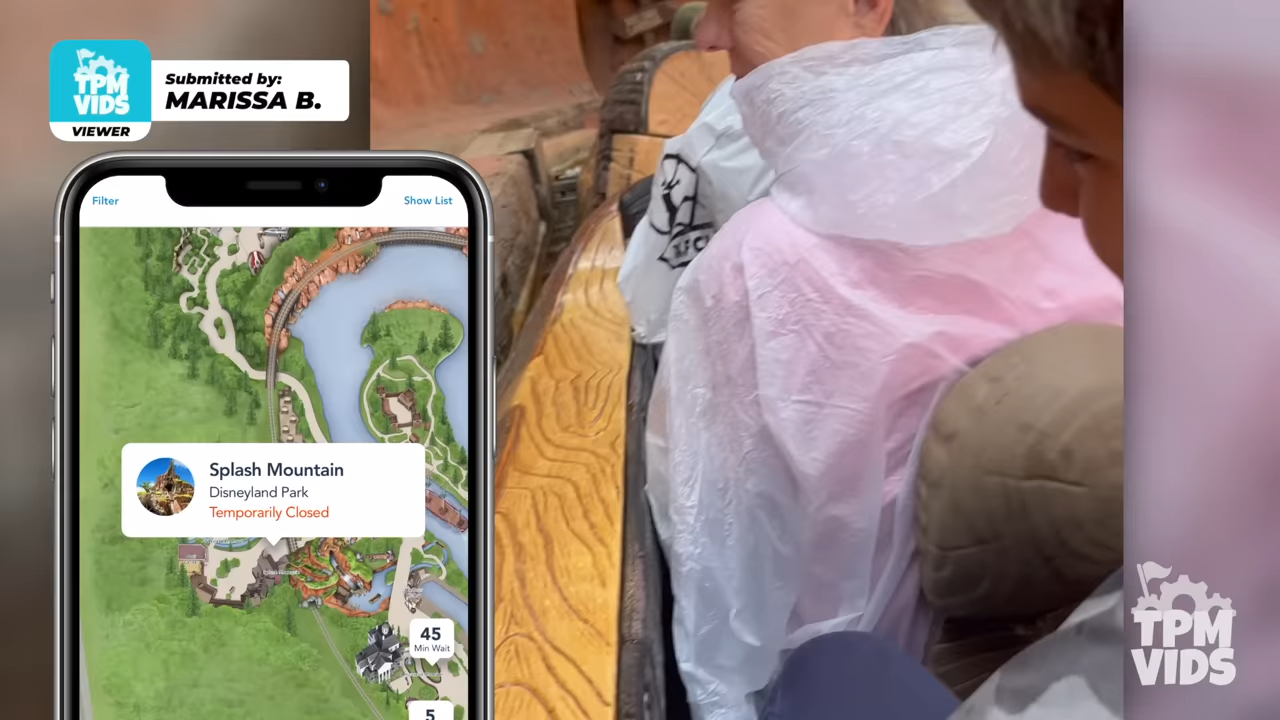 TPM
VIDS
VIEWER
Submitted by:
MARISSA B.
Filter
Show List
Splash Mountain
Disneyland Park
Temporarily Closed
45
Min Wait
5
TPM
VIDS